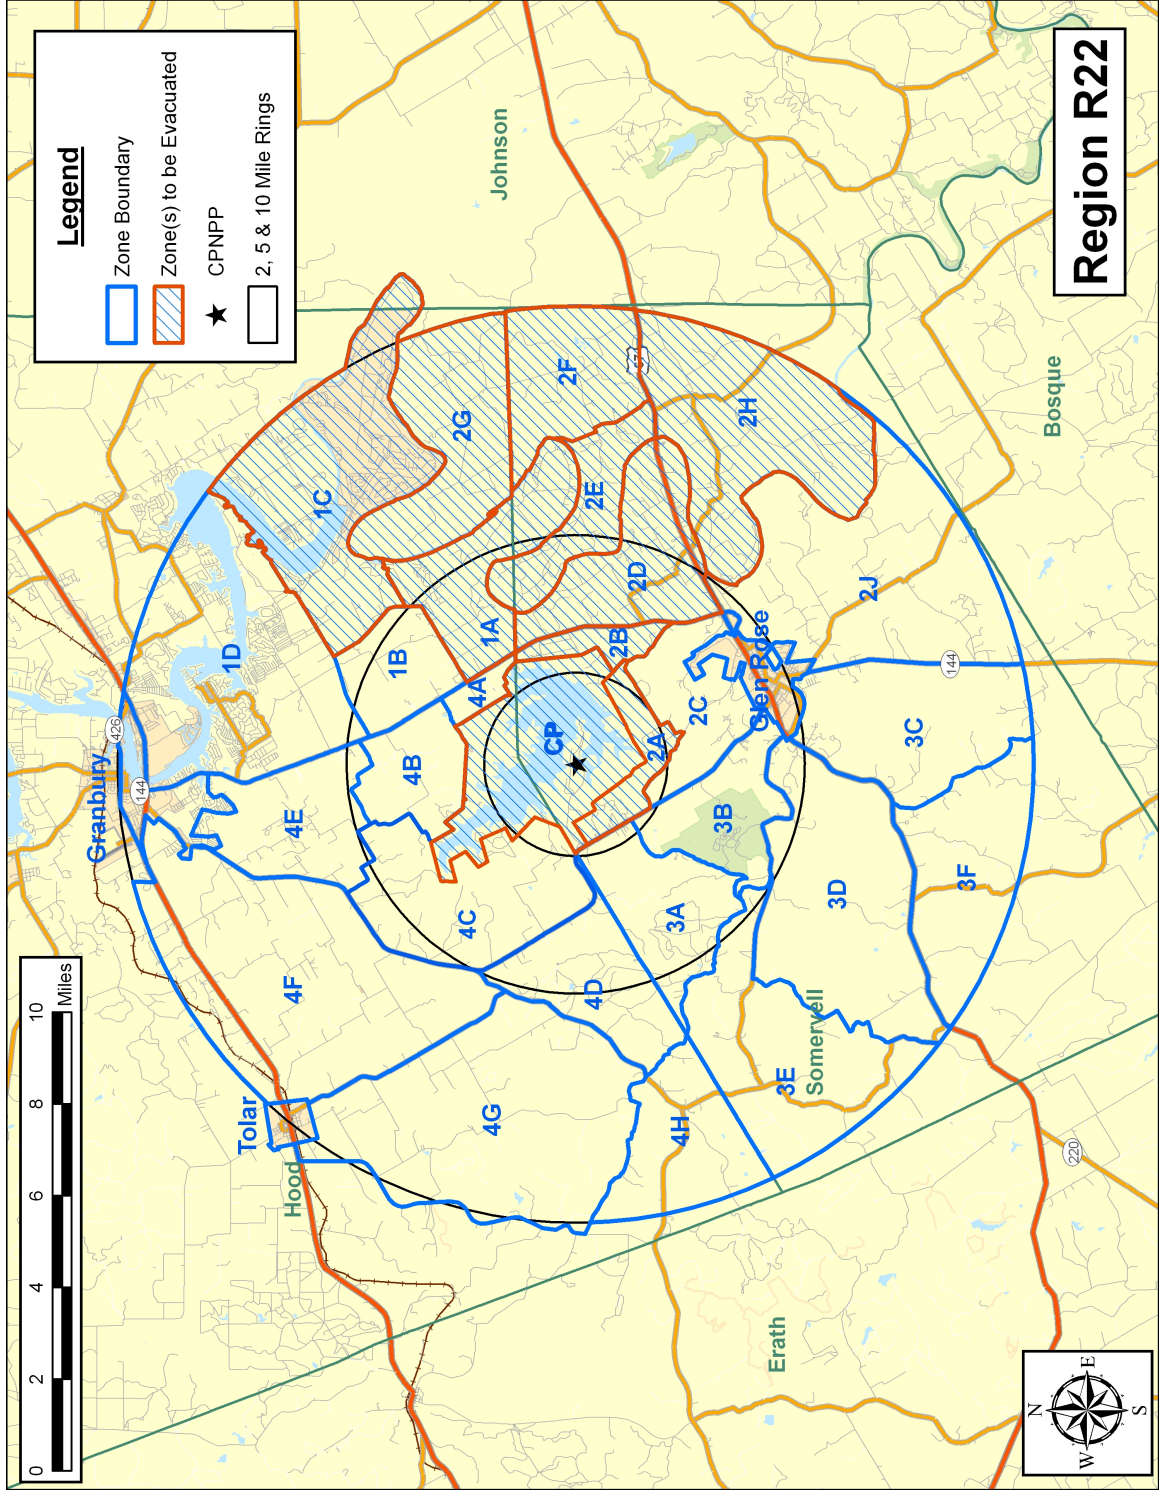 Legend
Zone Boundary
Zone(s) to be Evacuated
CPNPP
2, 5 & 10 Mile Rings
Region R22
0 2 4 6 8 10
Miles
Granbury
426
144
Tolar
Hood
Johnson
1D
1C
1B
1A
2G
2F
67
2E
2H
2D
2B
4A
4B
4E
4F
4C
CP
2A
2C
Glen Rose
2J
144
3B
3A
3C
3D
3F
4D
4G
4H
3E
Somervell
Bosque
Erath
220
N
W E
S